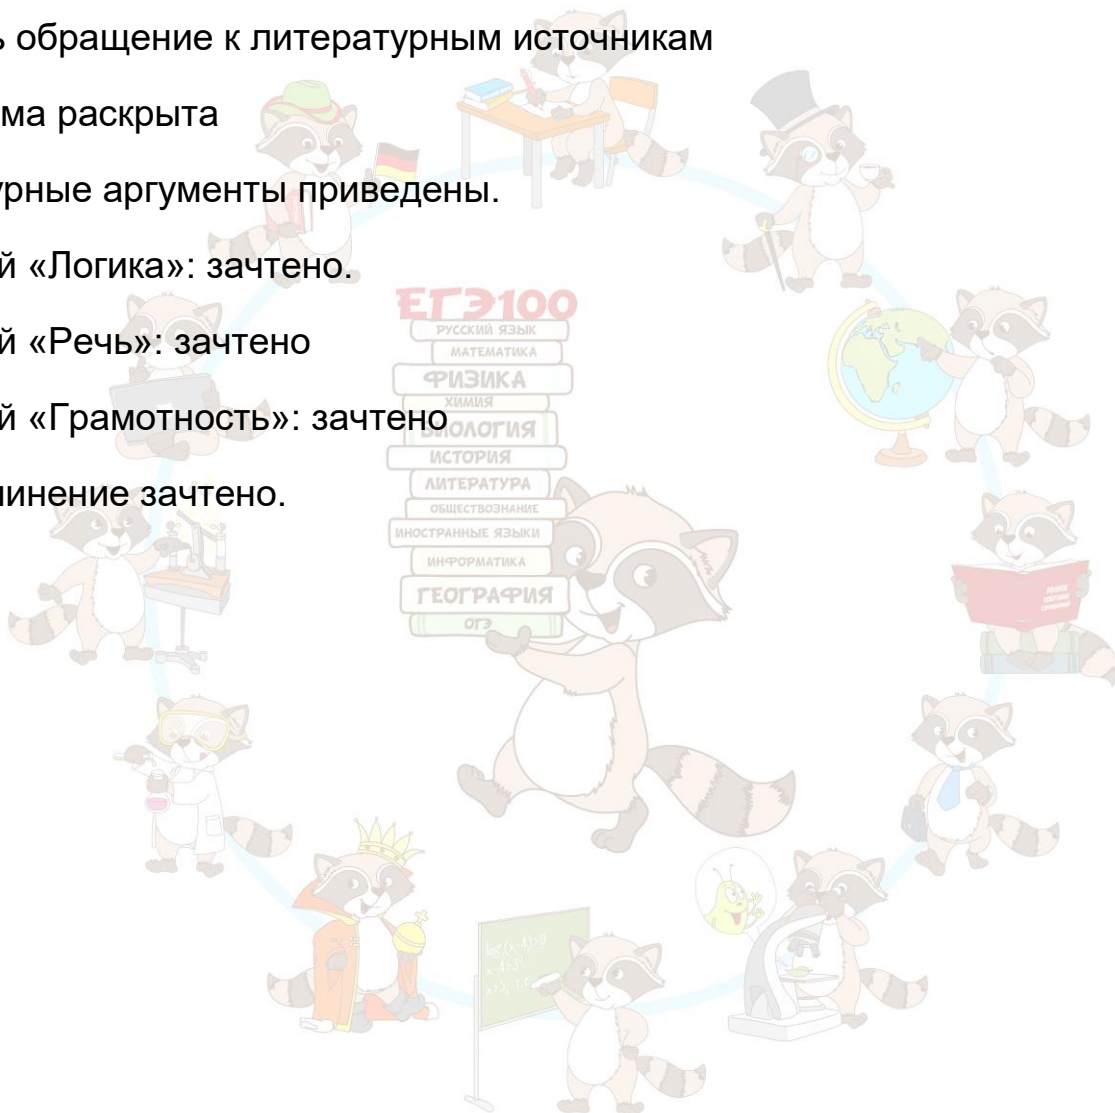 ь обращение к литературным источникам
ма раскрыта
урные аргументы приведены.
й «Логика»: зачтено.
й «Речь»: зачтено
й «Грамотность»: зачтено
инение зачтено.
ЕГЭ100
РУССКИЙ ЯЗЫК
МАТЕМАТИКА
ФИЗИКА
ХИМИЯ
БИОЛОГИЯ
ИСТОРИЯ
ЛИТЕРАТУРА
ОБЩЕСТВОЗНАНИЕ
ИНОСТРАННЫЕ ЯЗЫКИ
ИНФОРМАТИКА
ГЕОГРАФИЯ
ОГЭ